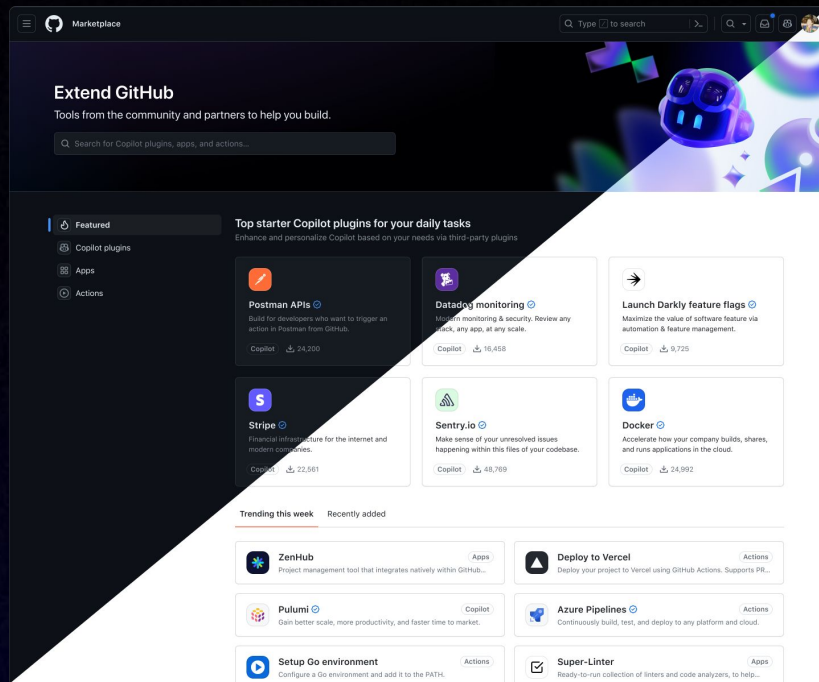 Marketplace
Type / to search
Extend GitHub
Tools from the community and partners to help you build.
Search for Copilot plugins, apps, and actions...
Featured
Copilot plugins
Apps
Actions
Top starter Copilot plugins for your daily tasks
Enhance and personalize Copilot based on your needs via third-party plugins
Postman APIs
Build for developers who want to trigger an
action in Postman from GitHub.
Copilot 24,200
Datadog monitoring
Modern monitoring & security. Review any
stack, any app, at any scale.
Copilot 16,458
Launch Darkly feature flags
Maximize the value of software feature via
automation & feature management.
Copilot 9,725
S
Stripe
Financial infrastructure for the internet and
modern companies.
Copilot 22,561
Sentry.io
Make sense of your unresolved issues
happening within this files of your codebase.
Copilot 48,769
Docker
Accelerate how your company builds, shares,
and runs applications in the cloud.
Copilot 24,992
Trending this week Recently added
ZenHub Apps
Project management tool that integrates natively within GitHub...
Deploy to Vercel Actions
Deploy your project to Vercel using GitHub Actions. Supports PR...
Pulumi Copilot
Gain better scale, more productivity, and faster time to market.
Azure Pipelines Actions
Continuously build, test, and deploy to any platform and cloud.
Setup Go environment Actions
Configure a Go environment and add it to the PATH.
Super-Linter Apps
Ready-to-run collection of linters and code analyzers, to help...